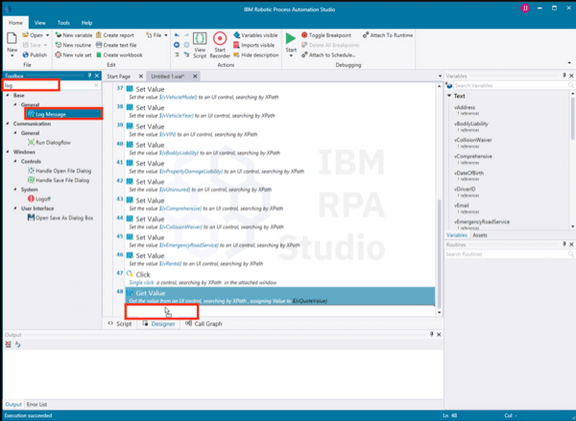 IBM Robotic Process Automation Studio
Home View Tools Help
New
Open
Save
Publish
File
New variable
New routine
New rule set
Create report
Create text file
Create workbook
Edit
File
View Script
Start Recorder
Variables visible
Imports visible
Hide description
Actions
Start
Toggle Breakpoint
Delete All Breakpoints
Attach to Schedule...
Attach To Runtime
Debugging
Toolbox
log
Base
General
Log Message
Communication
General
Run Dialogflow
Windows
Controls
Handle Open File Dialog
Handle Save File Dialog
System
Logoff
User Interface
Open Save As Dialog Box
Start Page
Untitled 1.wal*
37 Set Value
Set the value ${vVehicleModel} to an UI control, searching by XPath
38 Set Value
Set the value ${vVehicleYear} to an UI control, searching by XPath
39 Set Value
Set the value ${vVIN} to an UI control, searching by XPath
40 Set Value
Set the value ${vBodilyLiability} to an UI control, searching by XPath
41 Set Value
Set the value ${vPropertyDamageLiability} to an UI control, searching by XPath
42 Set Value
Set the value ${vUninsured} to an UI control, searching by XPath
43 Set Value
Set the value ${vComprehensive} to an UI control, searching by XPath
44 Set Value
Set the value ${vCollisionWaiver} to an UI control, searching by XPath
45 Set Value
Set the value ${vEmergencyRoadService} to an UI control, searching by XPath
46 Set Value
Set the value ${vRental} to an UI control, searching by XPath
47 Click
Single click a control, searching by XPath in the attached window
48 Get Value
Get the value from an UI control, searching by XPath , assigning Value to ${vQuoteValue}
IBM
RPA
Studio
Script Designer Call Graph
Variables
Search Variables
Text
vAddress
1 references
vBodilyLiability
1 references
vCollisionWaiver
1 references
vComprehensive
1 references
vDateOfBirth
1 references
vDriverID
1 references
vEmail
1 references
vEmergencyRoadService
Variables Assets
Routines
Search Routines
Output
Output Error List
Execution succeeded
Ln: 48
Col: -